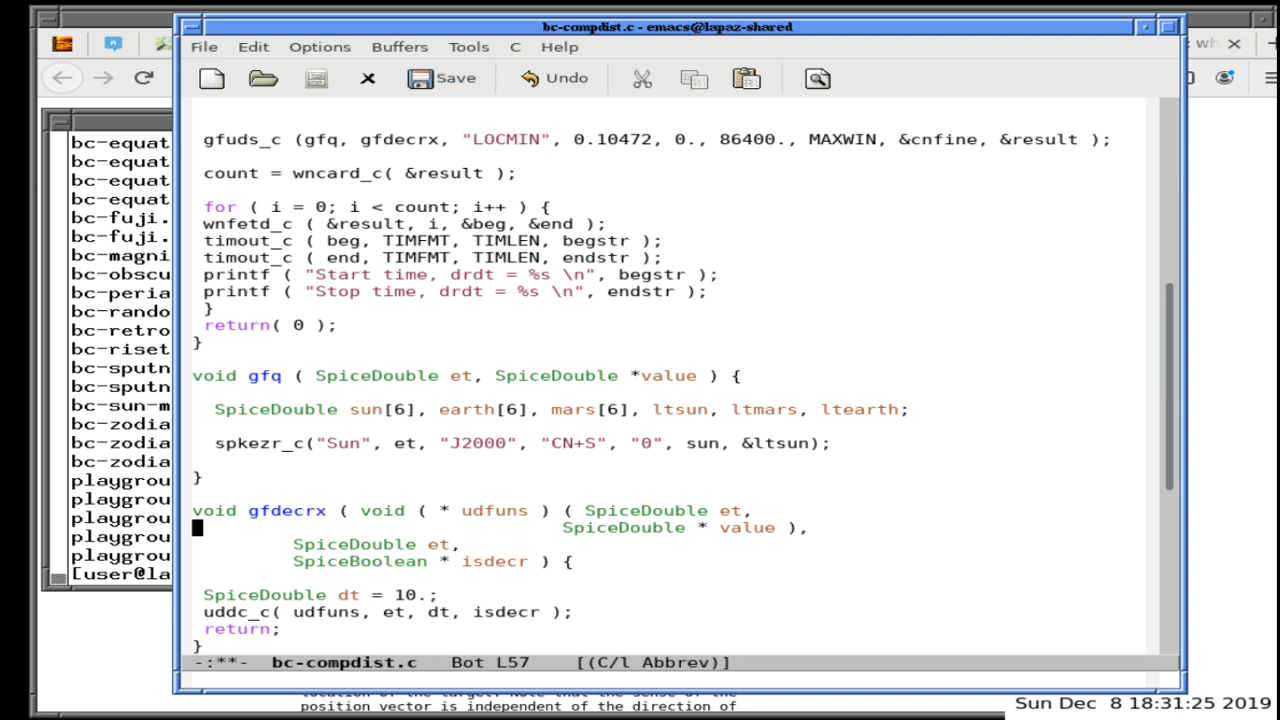 bc-compdist.c - emacs@lapaz-shared
File Edit Options Buffers Tools C Help
Save Undo
gfuds_c (gfq, gfdecrx, "LOCMIN", 0.10472, 0., 86400., MAXWIN, &cnfine, &result );
count = wncard_c( &result );
for ( i = 0; i < count; i++ ) {
wnfetd_c ( &result, i, &beg, &end );
timout_c ( beg, TIMFMT, TIMLEN, begstr );
timout_c ( end, TIMFMT, TIMLEN, endstr );
printf ( "Start time, drdt = %s \n", begstr );
printf ( "Stop time, drdt = %s \n", endstr );
}
return( 0 );
}
void gfq ( SpiceDouble et, SpiceDouble *value ) {
SpiceDouble sun[6], earth[6], mars[6], ltsun, ltmars, ltearth;
spkezr_c("Sun", et, "J2000", "CN+S", "0", sun, &ltsun);
}
void gfdecrx ( void ( * udfuns ) ( SpiceDouble et,
SpiceDouble * value ),
SpiceDouble et,
SpiceBoolean * isdecr ) {
SpiceDouble dt = 10.;
uddc_c( udfuns, et, dt, isdecr );
return;
}
-:**- bc-compdist.c Bot L57 [(C/l Abbrev)]
bc-equat
bc-equat
bc-equat
bc-equat
bc-fuji.
bc-fuji.
bc-magni
bc-obscu
bc-peria
bc-rando
bc-retro
bc-riset
bc-sputn
bc-sputn
bc-sun-m
bc-zodia
bc-zodia
bc-zodia
playgrou
playgrou
playgrou
playgrou
playgrou
[user@la
wh
position vector is independent of the direction of
Sun Dec 8 18:31:25 2019